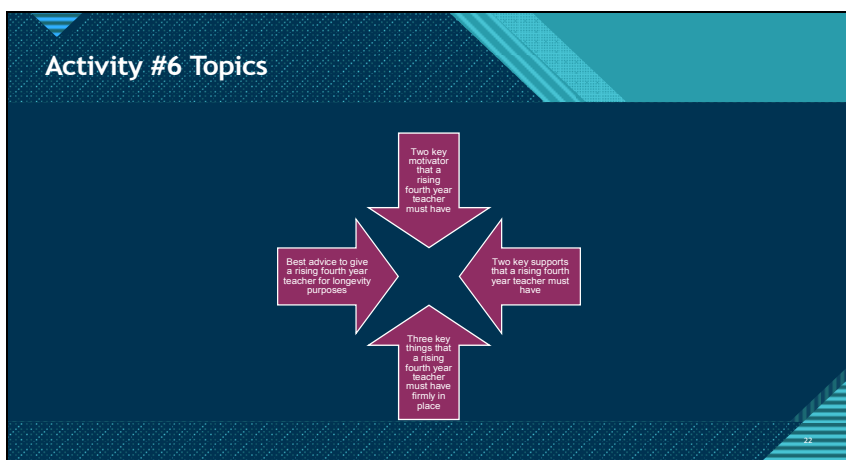 Activity #6 Topics
Two key
motivator
that a
rising
fourth year
teacher
must have
Best advice to give
a rising fourth year
teacher for longevity
purposes
Two key supports
that a rising fourth
year teacher must
have
Three key
things that
a rising
fourth year
teacher
must have
firmly in
place
22